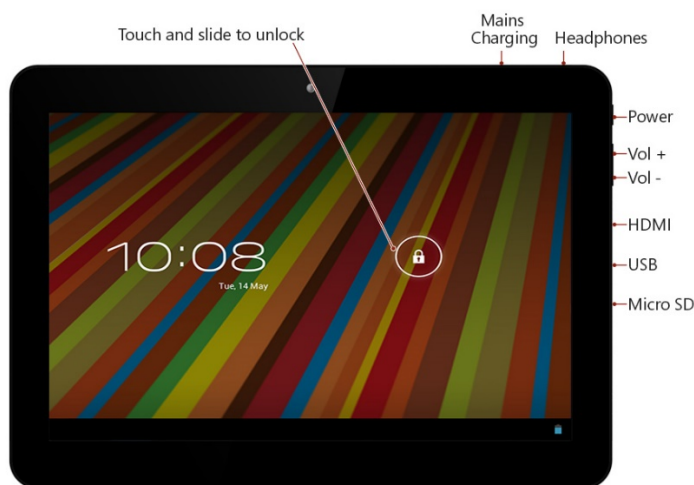 Touch and slide to unlock
Mains
Charging
Headphones
Power
Vol +
Vol -
HDMI
USB
Micro SD
10:08
Tue, 14 May